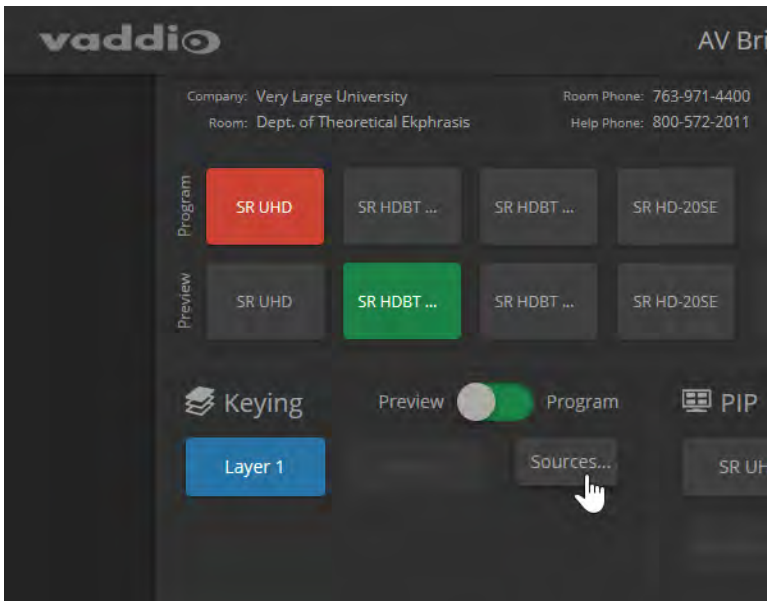 vaddio
AV Bri
Company: Very Large University Room Phone: 763-971-4400
Room: Dept. of Theoretical Ekphrasis Help Phone: 800-572-2011
Program
SR UHD SR HDBT ... SR HDBT ... SR HD-20SE
Preview
SR UHD SR HDBT ... SR HDBT ... SR HD-20SE
Keying Preview Program PIP
Layer 1 Sources... SR UH